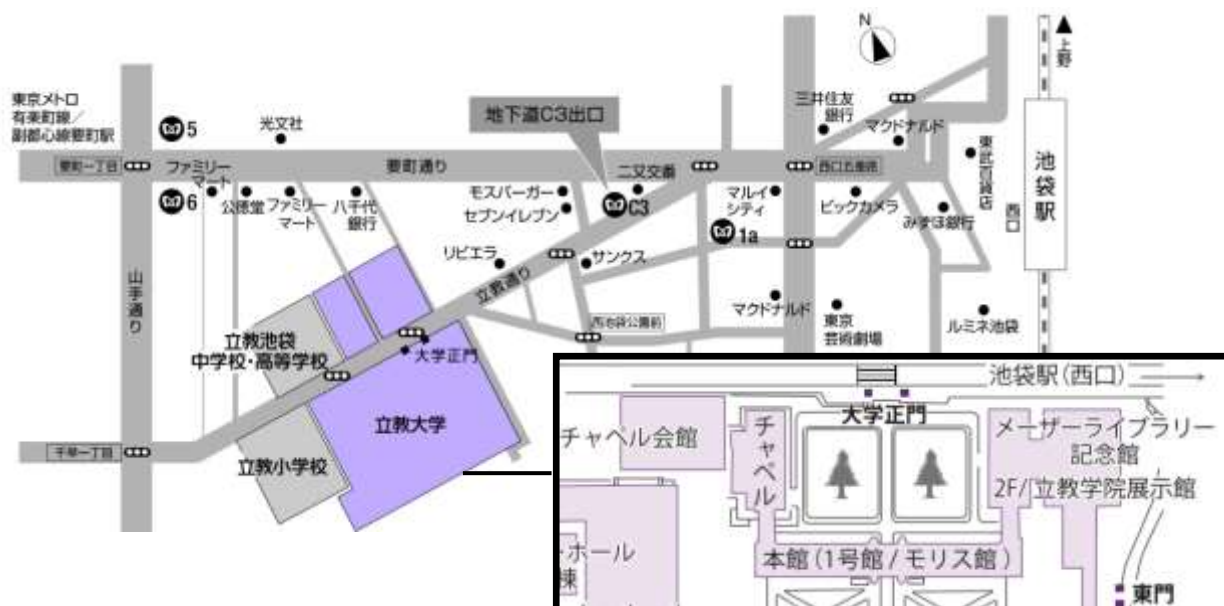 N
上野
東京メトロ
有楽町線／
副都心線要町駅
5
光文社
地下道C3出口
三井住友
銀行
マクドナルド
東武百貨店
池袋駅
西口
要町一丁目
ファミリー
マート
要町通り
二又交番
西口五差路
6
公徳堂
ファミリー
マート
八千代
銀行
モスバーガー
セブンイレブン
C3
マルイ
シティ
1a
ビックカメラ
みずほ銀行
リビエラ
サンクス
立教通り
山手通り
マクドナルド
東京
芸術劇場
ルミネ池袋
西池袋公園前
立教池袋
中学校・高等学校
大学正門
立教大学
立教小学校
千早一丁目
池袋駅（西口）
大学正門
チャペル会館
チャペル
メーザーライブラリー
記念館
2F/ 立教学院展示館
ーホール
棟
本館（1号館 / モリス館）
東門